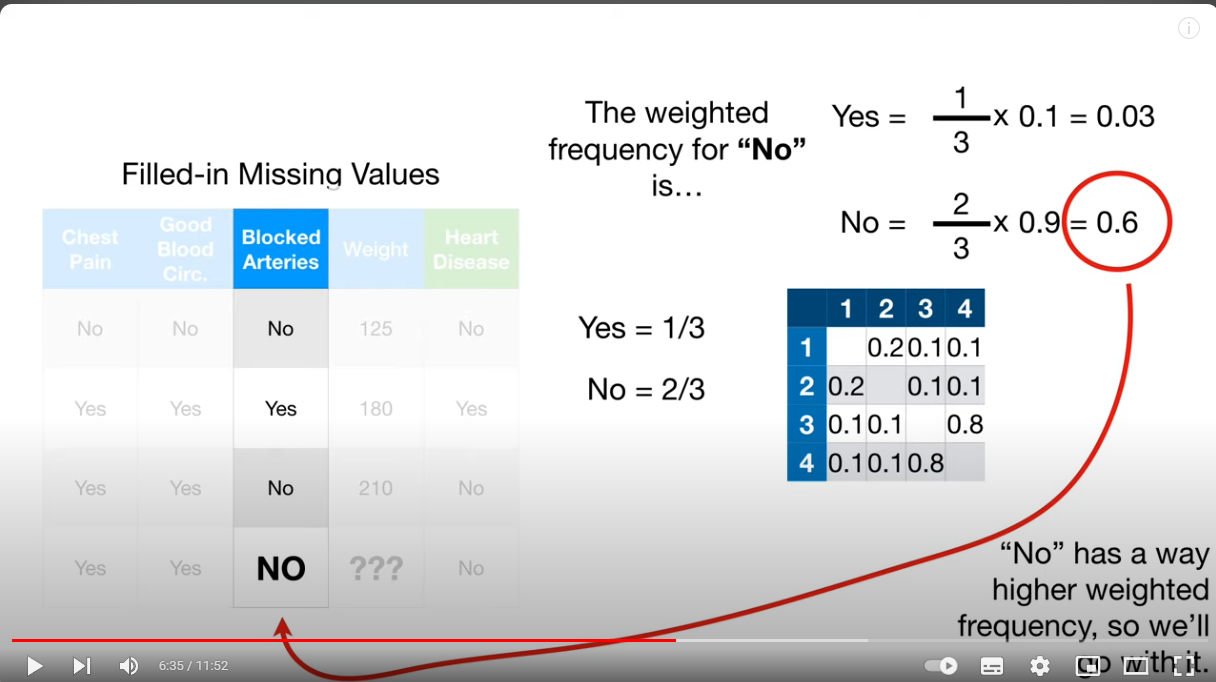 The weighted
frequency for “No”
is…
Yes = 1/3 x 0.1 = 0.03
No = 2/3 x 0.9 = 0.6
Filled-in Missing Values
Chest Pain Good Blood Circ. Blocked Arteries Weight Heart Disease
No No No 125 No
Yes Yes Yes 180 Yes
Yes Yes No 210 No
Yes Yes NO ??? No
Yes = 1/3
No = 2/3
1 2 3 4
1 0.2 0.1 0.1
2 0.2 0.1 0.1
3 0.1 0.1 0.8
4 0.1 0.1 0.8
“No” has a way
higher weighted
frequency, so we’ll
go with it.
6:35 / 11:52